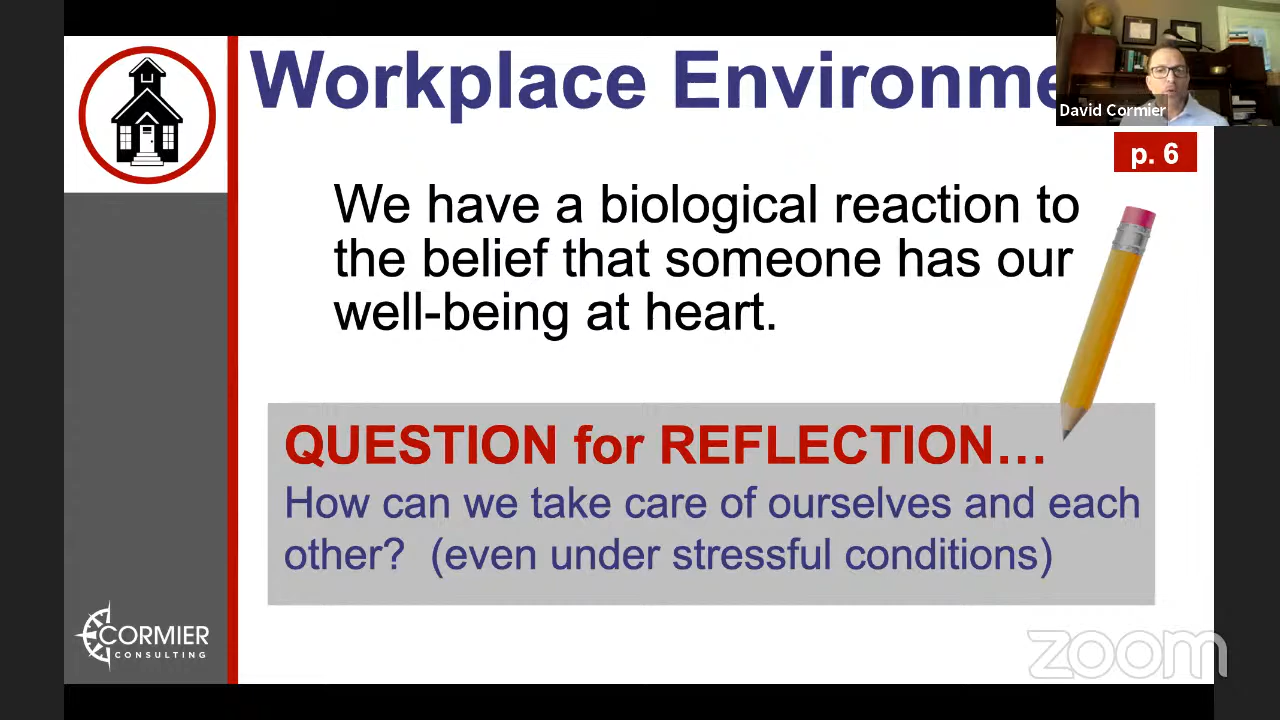 Workplace Environme
David Cormier
p. 6
We have a biological reaction to
the belief that someone has our
well-being at heart.
QUESTION for REFLECTION...
How can we take care of ourselves and each
other? (even under stressful conditions)
CORMIER
CONSULTING
zoom